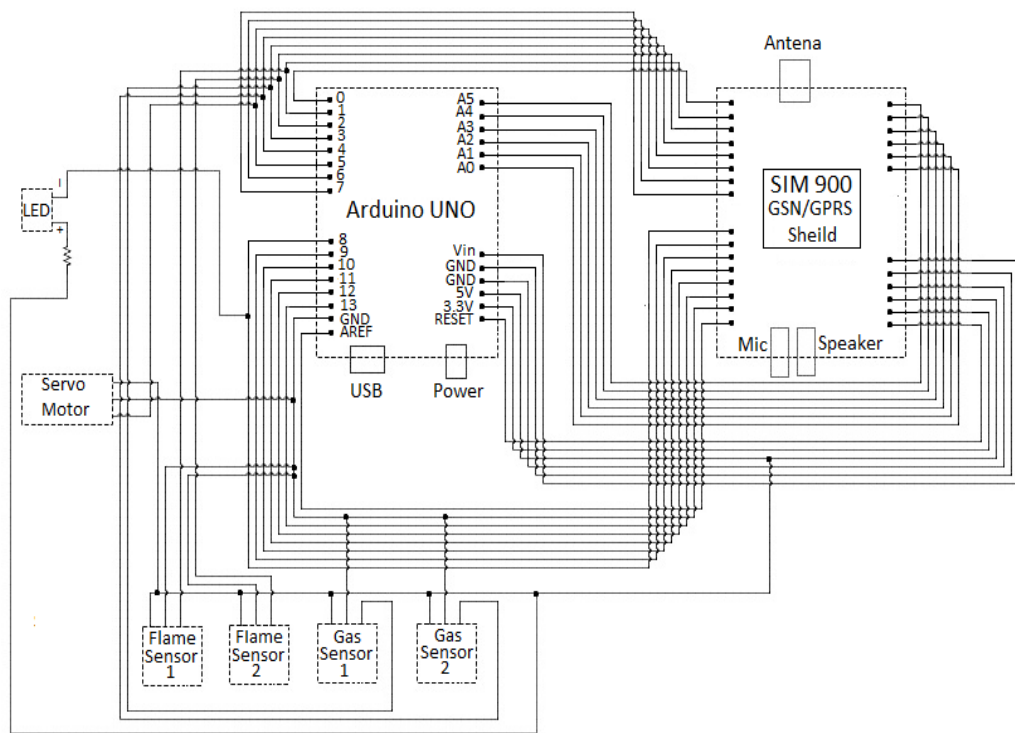 Antena
0
1
2
3
4
5
6
7
A5
A4
A3
A2
A1
A0
Arduino UNO
8
9
10
11
12
13
GND
AREF
Vin
GND
GND
5V
3.3V
RESET
USB
Power
SIM 900
GSN/GPRS
Sheild
Mic
Speaker
-
LED
+
Servo
Motor
Flame
Sensor
1
Flame
Sensor
2
Gas
Sensor
1
Gas
Sensor
2